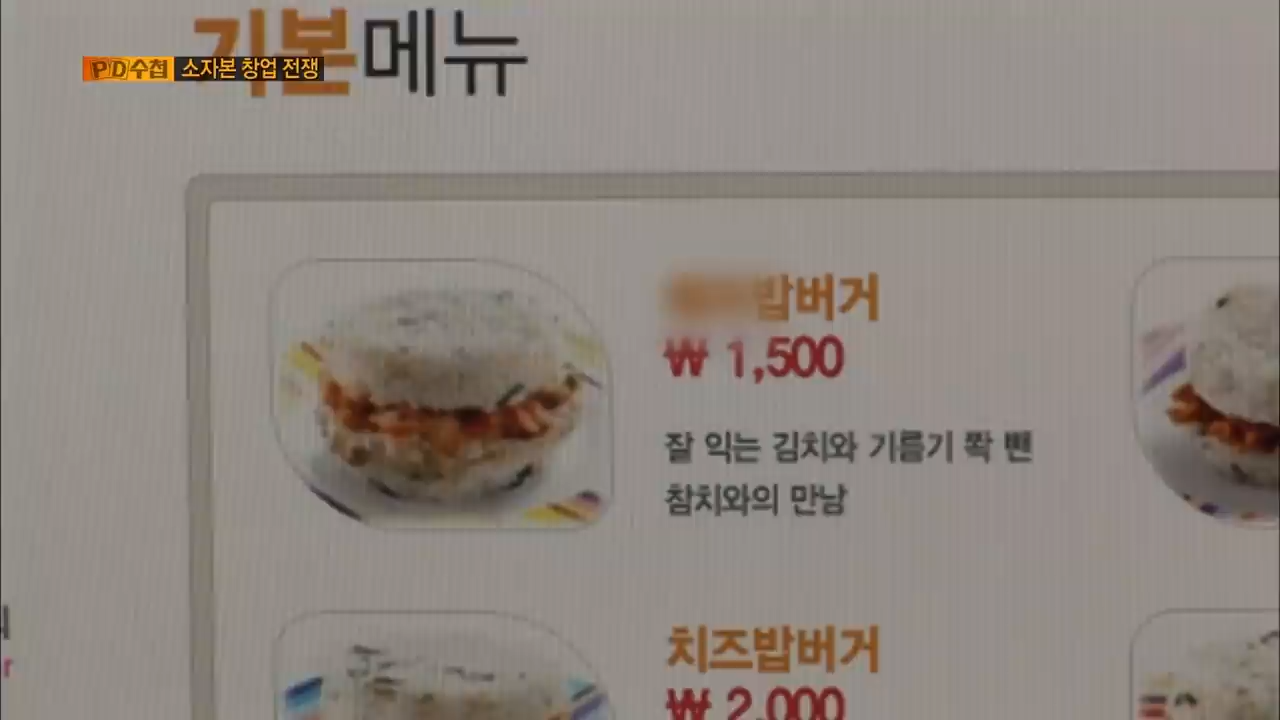 기본메뉴
PD수첩 소자본 창업 전쟁
밥버거
₩ 1,500
잘 익는 김치와 기름기 쫙 뺀
참치와의 만남
치즈밥버거
₩ 2,000